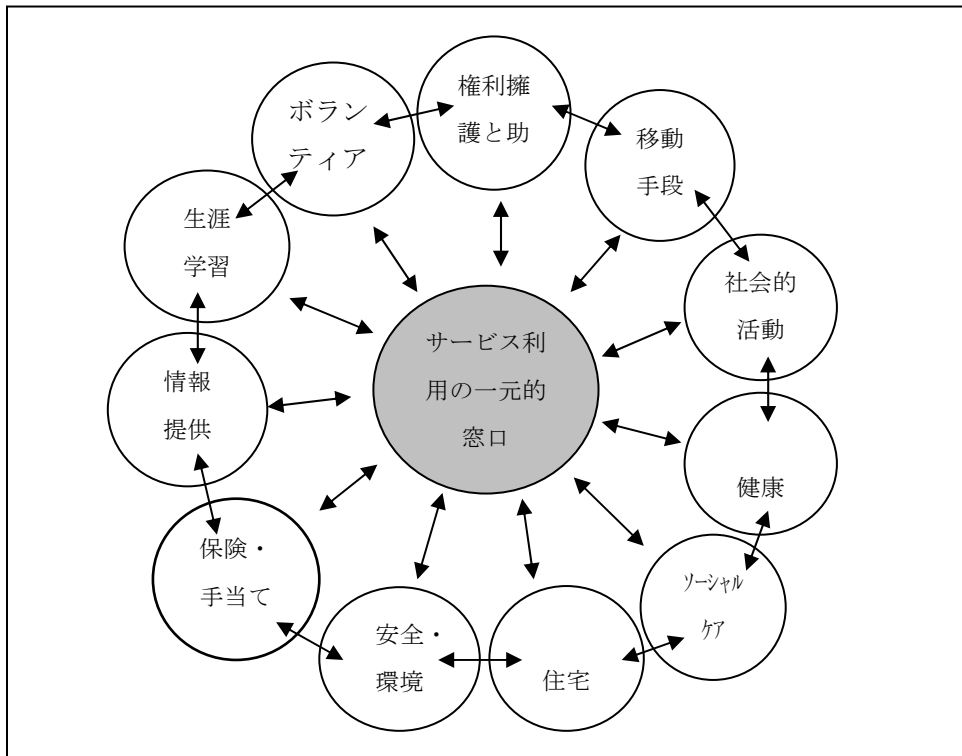 権利擁
護と助
移動
手段
社会的
活動
健康
ソーシャル
ケア
住宅
安全・
環境
保険・
手当て
情報
提供
生涯
学習
ボラン
ティア
サービス利
用の一元的
窓口